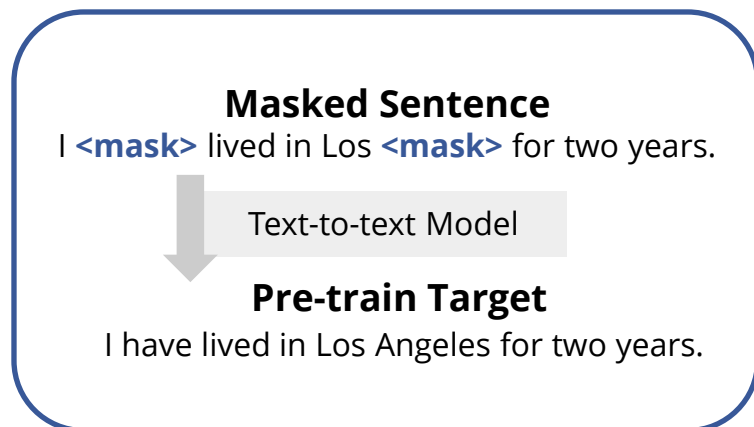 Masked Sentence
I <mask> lived in Los <mask> for two years.
Text-to-text Model
Pre-train Target
I have lived in Los Angeles for two years.